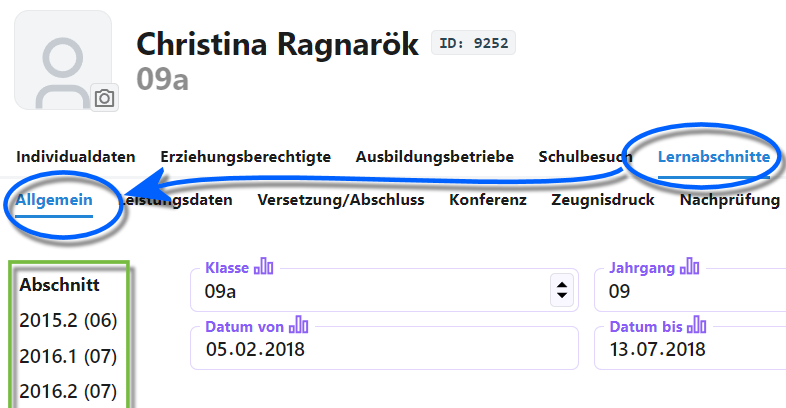 Christina Ragnarök ID: 9252
09a
Individualdaten Erziehungsberechtigte Ausbildungsbetriebe Schulbesuch Lernabschnitte
Allgemein Leistungsdaten Versetzung/Abschluss Konferenz Zeugnisdruck Nachprüfung
Abschnitt
2015.2 (06)
2016.1 (07)
2016.2 (07)
Klasse
09a
Jahrgang
09
Datum von
05.02.2018
Datum bis
13.07.2018